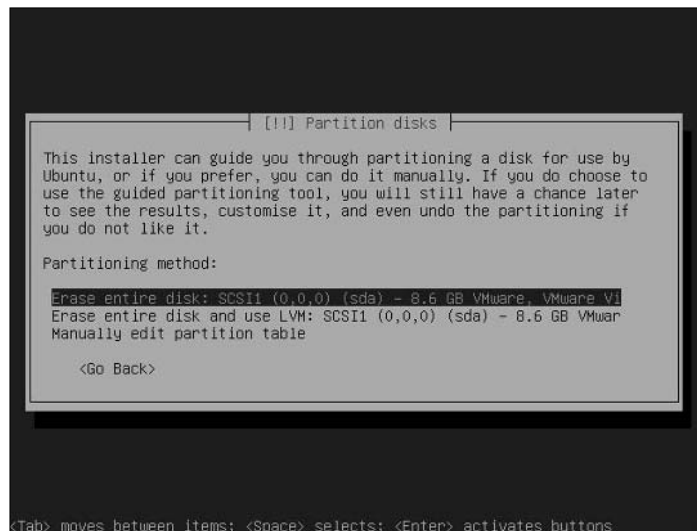 [!!] Partition disks
This installer can guide you through partitioning a disk for use by
Ubuntu, or if you prefer, you can do it manually. If you do choose to
use the guided partitioning tool, you will still have a chance later
to see the results, customise it, and even undo the partitioning if
you do not like it.
Partitioning method:
Erase entire disk: SCSI1 (0,0,0) (sda) - 8.6 GB VMware, VMware Vi
Erase entire disk and use LVM: SCSI1 (0,0,0) (sda) - 8.6 GB VMwar
Manually edit partition table
<Go Back>
<Tab> moves between items; <Space> selects; <Enter> activates buttons